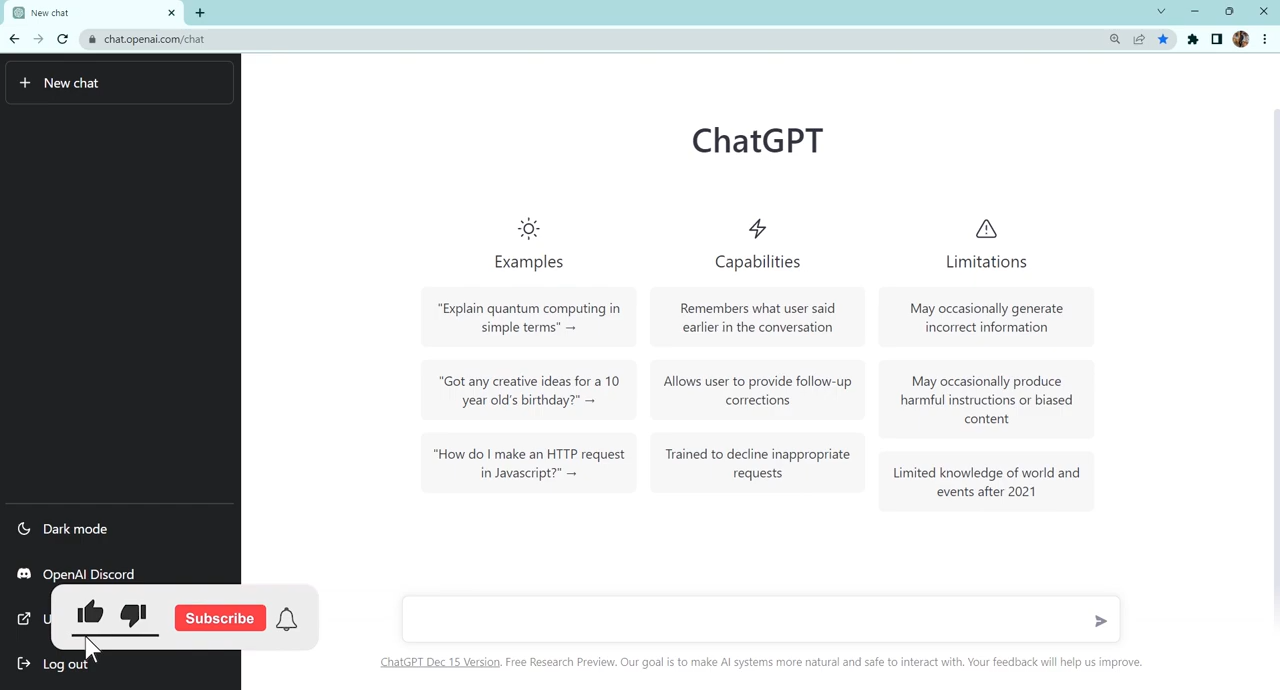 New chat
chat.openai.com/chat
New chat
ChatGPT
Examples
"Explain quantum computing in
simple terms" →
"Got any creative ideas for a 10
year old's birthday?" →
"How do I make an HTTP request
in Javascript?" →
Capabilities
Remembers what user said
earlier in the conversation
Allows user to provide follow-up
corrections
Trained to decline inappropriate
requests
Limitations
May occasionally generate
incorrect information
May occasionally produce
harmful instructions or biased
content
Limited knowledge of world and
events after 2021
Dark mode
OpenAI Discord
Subscribe
Log out
ChatGPT Dec 15 Version. Free Research Preview. Our goal is to make AI systems more natural and safe to interact with. Your feedback will help us improve.